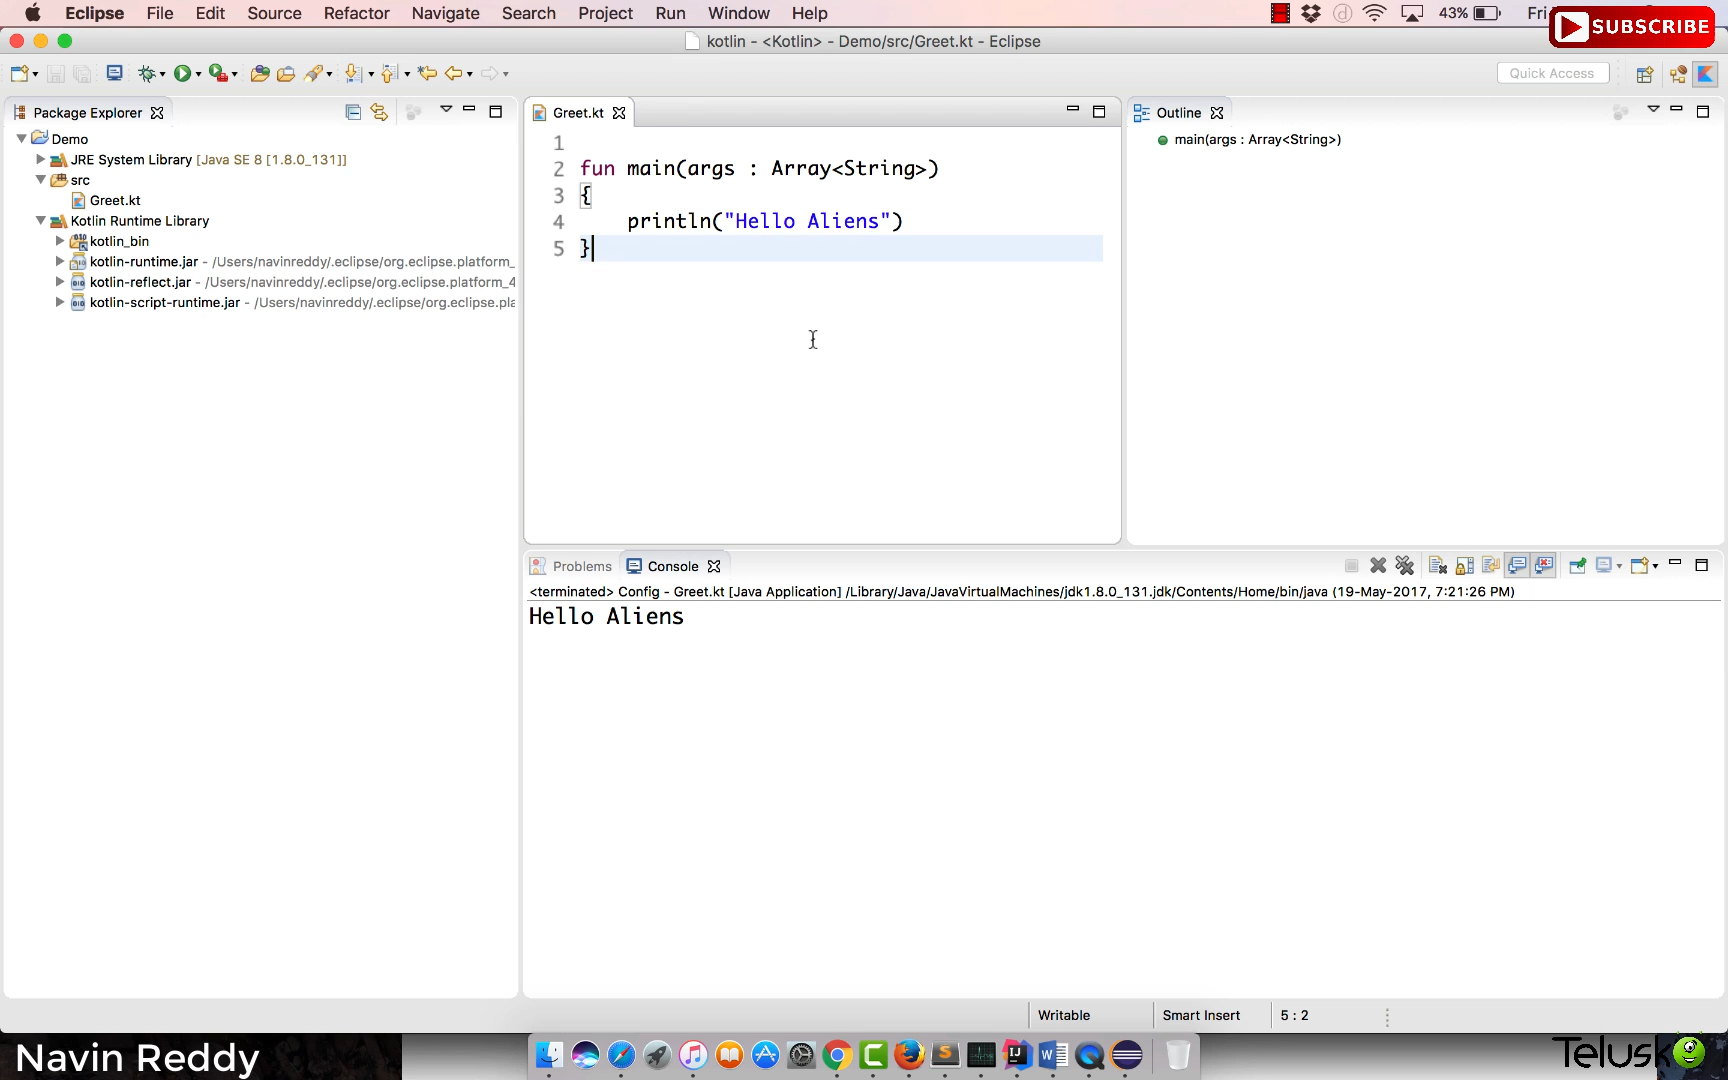 Eclipse File Edit Source Refactor Navigate Search Project Run Window Help 43% Fri
SUBSCRIBE
kotlin - <Kotlin> - Demo/src/Greet.kt - Eclipse
Quick Access
Package Explorer
Demo
JRE System Library [Java SE 8 [1.8.0_131]]
src
Greet.kt
Kotlin Runtime Library
kotlin_bin
kotlin-runtime.jar - /Users/navinreddy/.eclipse/org.eclipse.platform_
kotlin-reflect.jar - /Users/navinreddy/.eclipse/org.eclipse.platform_4
kotlin-script-runtime.jar - /Users/navinreddy/.eclipse/org.eclipse.pla
Greet.kt
1
2 fun main(args : Array<String>)
3 {
4 println("Hello Aliens")
5 }
Outline
main(args : Array<String>)
Problems Console
<terminated> Config - Greet.kt [Java Application] /Library/Java/JavaVirtualMachines/jdk1.8.0_131.jdk/Contents/Home/bin/java (19-May-2017, 7:21:26 PM)
Hello Aliens
Writable Smart Insert 5 : 2
Navin Reddy
Telusko